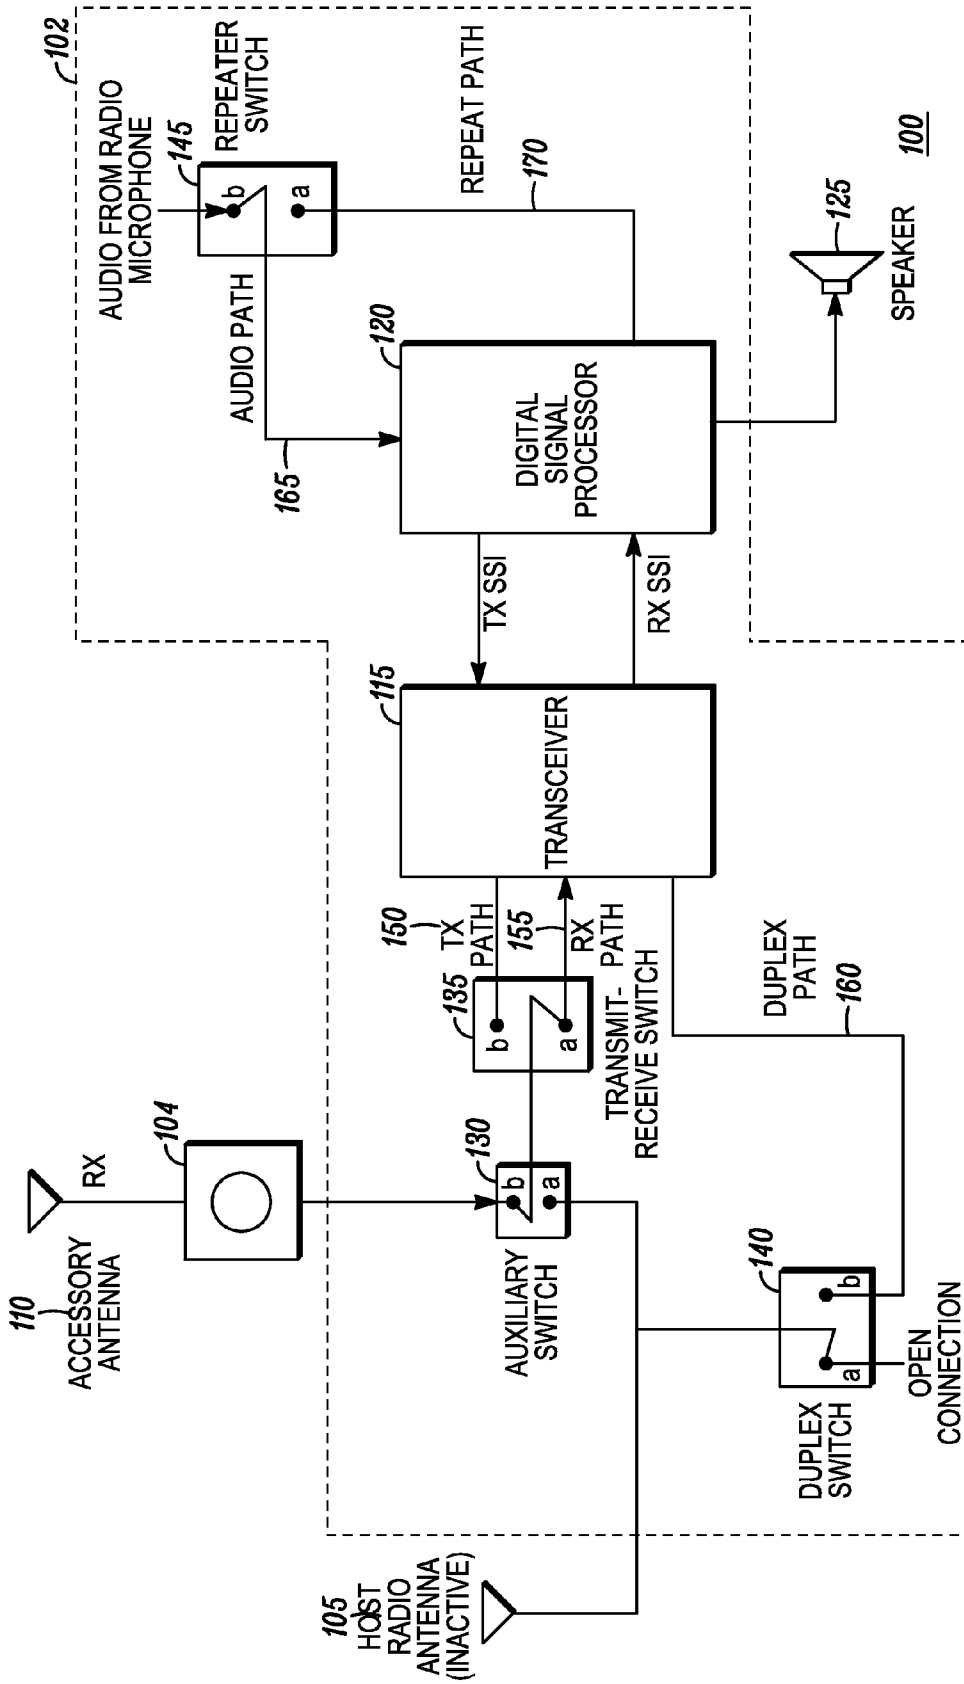 102
AUDIO FROM RADIO
MICROPHONE
145
REPEATER
SWITCH
b
a
AUDIO PATH
165
REPEAT PATH
170
120
DIGITAL
SIGNAL
PROCESSOR
125
SPEAKER
100
TX SSI
RX SSI
115
TRANSCEIVER
150
TX
PATH
155
RX
PATH
135
b
a
TRANSMIT-
RECEIVE SWITCH
DUPLEX
PATH
160
104
RX
110
ACCESSORY
ANTENNA
130
b
a
AUXILIARY
SWITCH
140
b
a
DUPLEX
SWITCH
OPEN
CONNECTION
105
HOST
RADIO
ANTENNA
(INACTIVE)